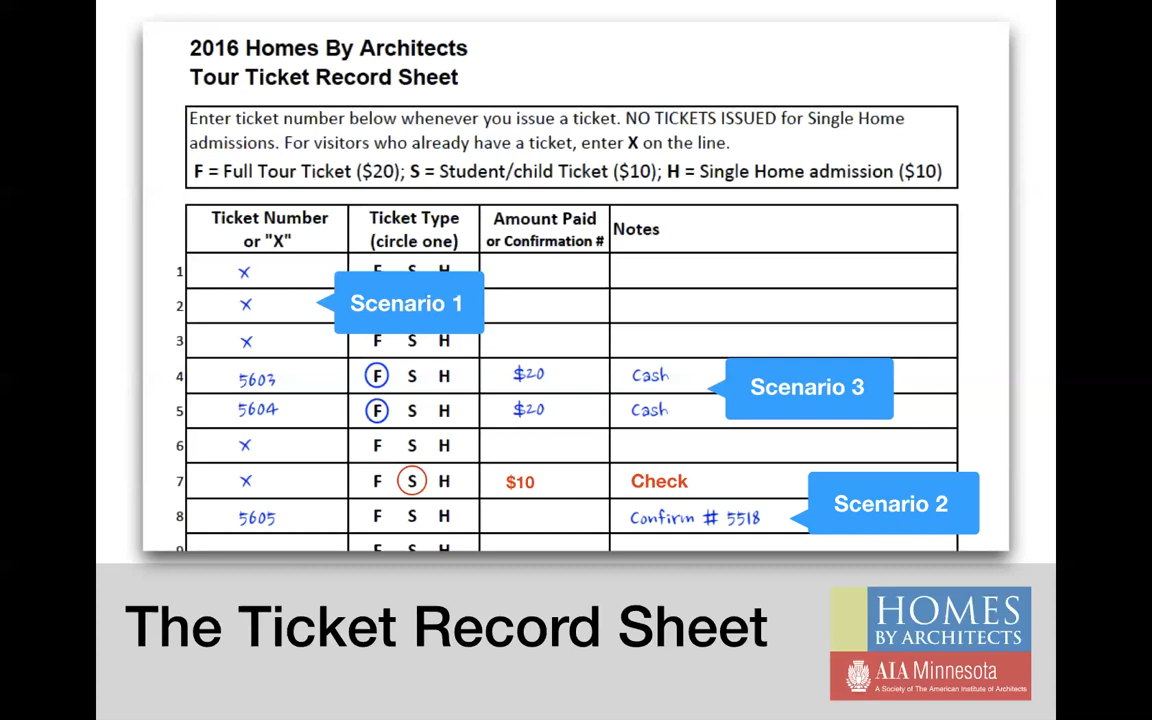 2016 Homes By Architects
Tour Ticket Record Sheet
Enter ticket number below whenever you issue a ticket. NO TICKETS ISSUED for Single Home
admissions. For visitors who already have a ticket, enter X on the line.
F = Full Tour Ticket ($20); S = Student/child Ticket ($10); H = Single Home admission ($10)
Ticket Number or "X" Ticket Type (circle one) Amount Paid or Confirmation # Notes
1 x F S H
2 x
Scenario 1
3 x F S H
4 5603 F S H $20 Cash
Scenario 3
5 5604 F S H $20 Cash
6 x F S H
7 x F S H $10 Check
8 5605 F S H Confirm # 5518
Scenario 2
9 F S H
The Ticket Record Sheet
HOMES
BY ARCHITECTS
AIA Minnesota
A Society of The American Institute of Architects